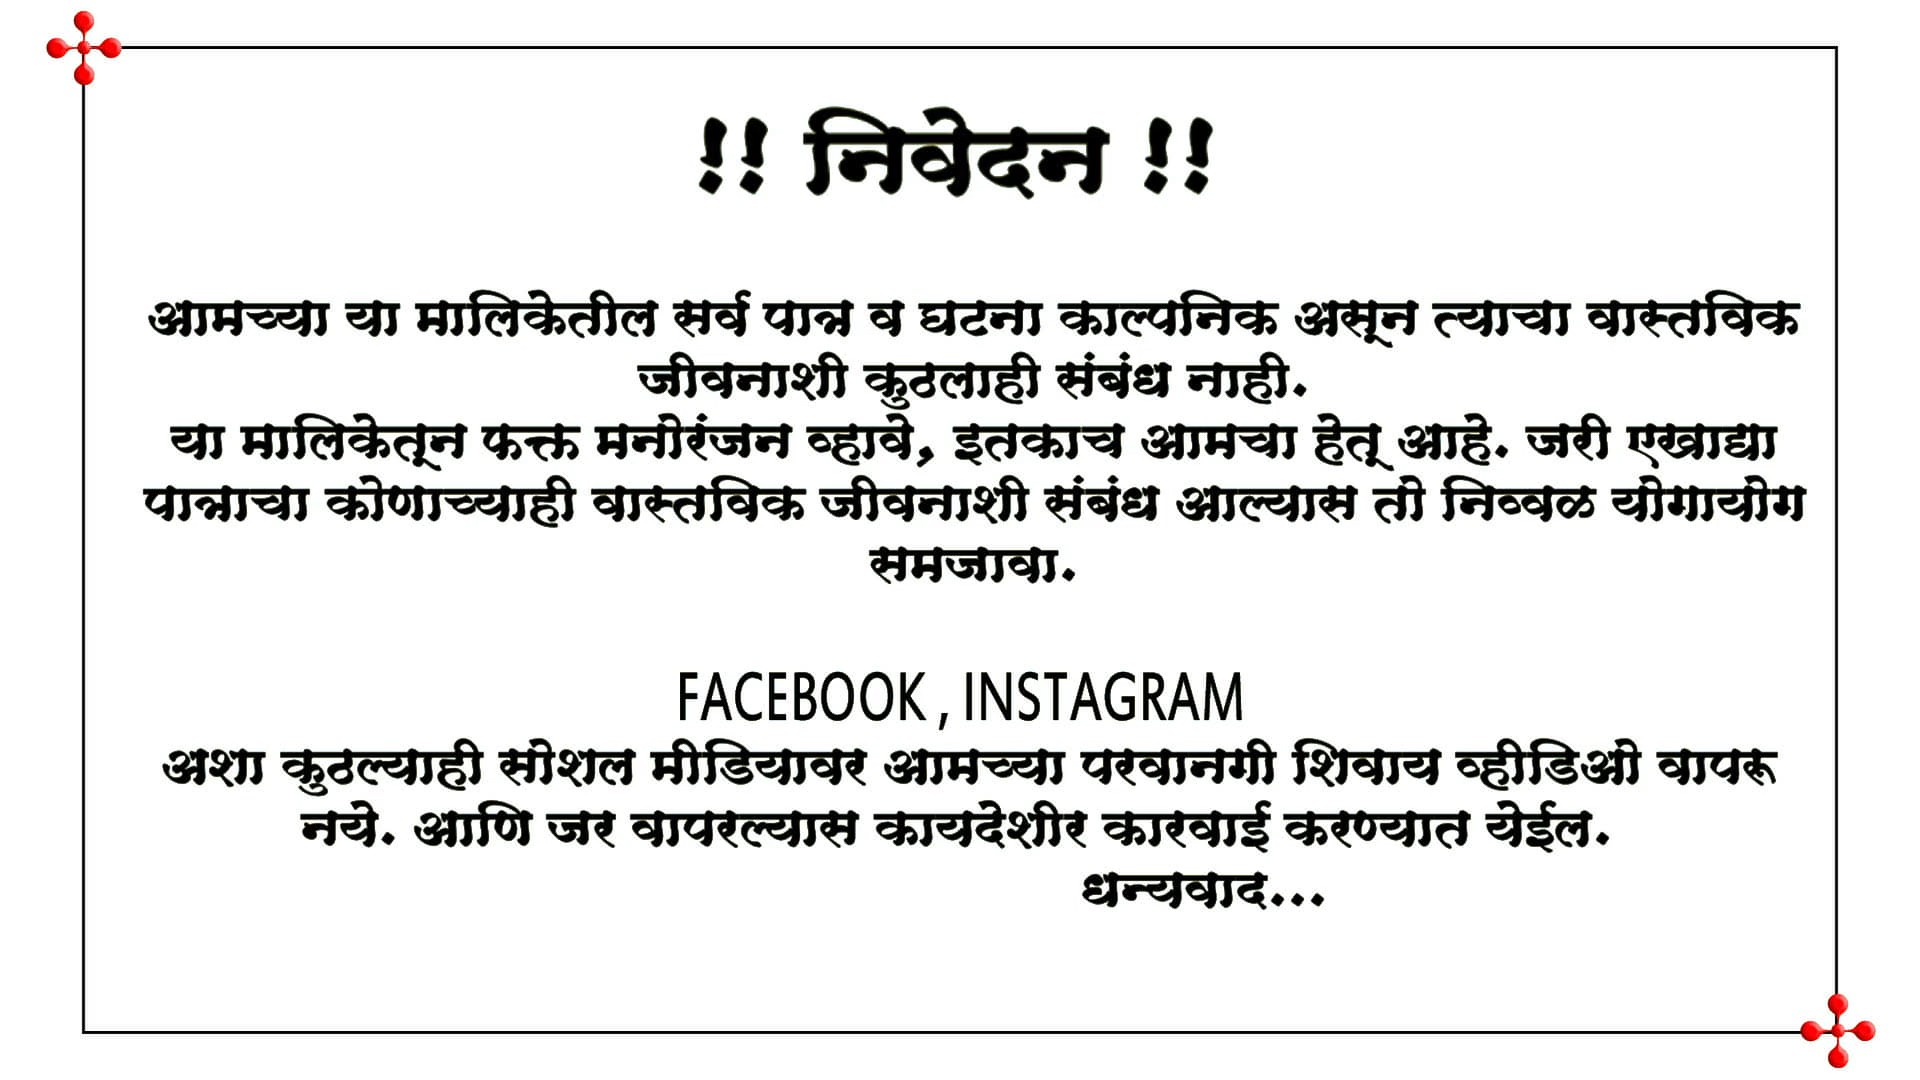 !! निवेदन !!
आमच्या या मालिकेतील सर्व पात्र व घटना काल्पनिक असून त्याचा वास्तविक
जीवनाशी कुठलाही संबंध नाही.
या मालिकेतून फक्त मनोरंजन व्हावे, इतकाच आमचा हेतू आहे. जरी एखाद्या
पात्राचा कोणाच्याही वास्तविक जीवनाशी संबंध आल्यास तो निव्वळ योगायोग
समजावा.
FACEBOOK , INSTAGRAM
अशा कुठल्याही सोशल मीडियावर आमच्या परवानगी शिवाय व्हीडिओ वापरू
नये. आणि जर वापरल्यास कायदेशीर कारवाई करण्यात येईल.
धन्यवाद...